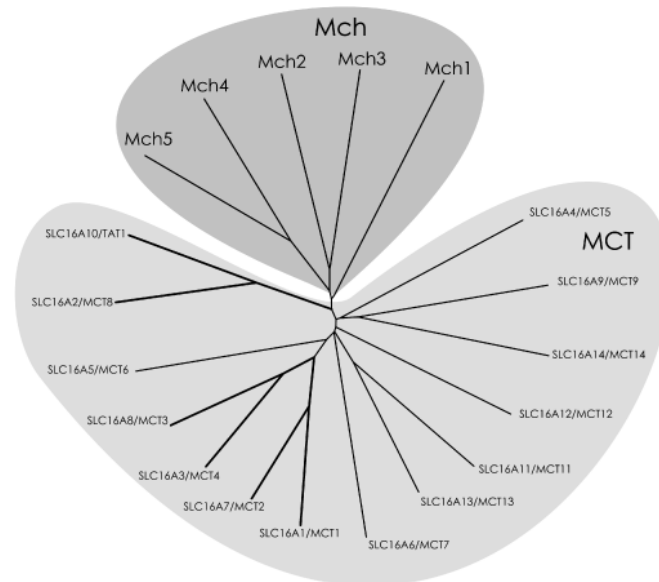 Mch
Mch1
Mch3
Mch2
Mch4
Mch5
SLC16A4/MCT5
MCT
SLC16A10/TAT1
SLC16A9/MCT9
SLC16A2/MCT8
SLC16A14/MCT14
SLC16A5/MCT6
SLC16A12/MCT12
SLC16A8/MCT3
SLC16A11/MCT11
SLC16A3/MCT4
SLC16A13/MCT13
SLC16A7/MCT2
SLC16A1/MCT1
SLC16A6/MCT7